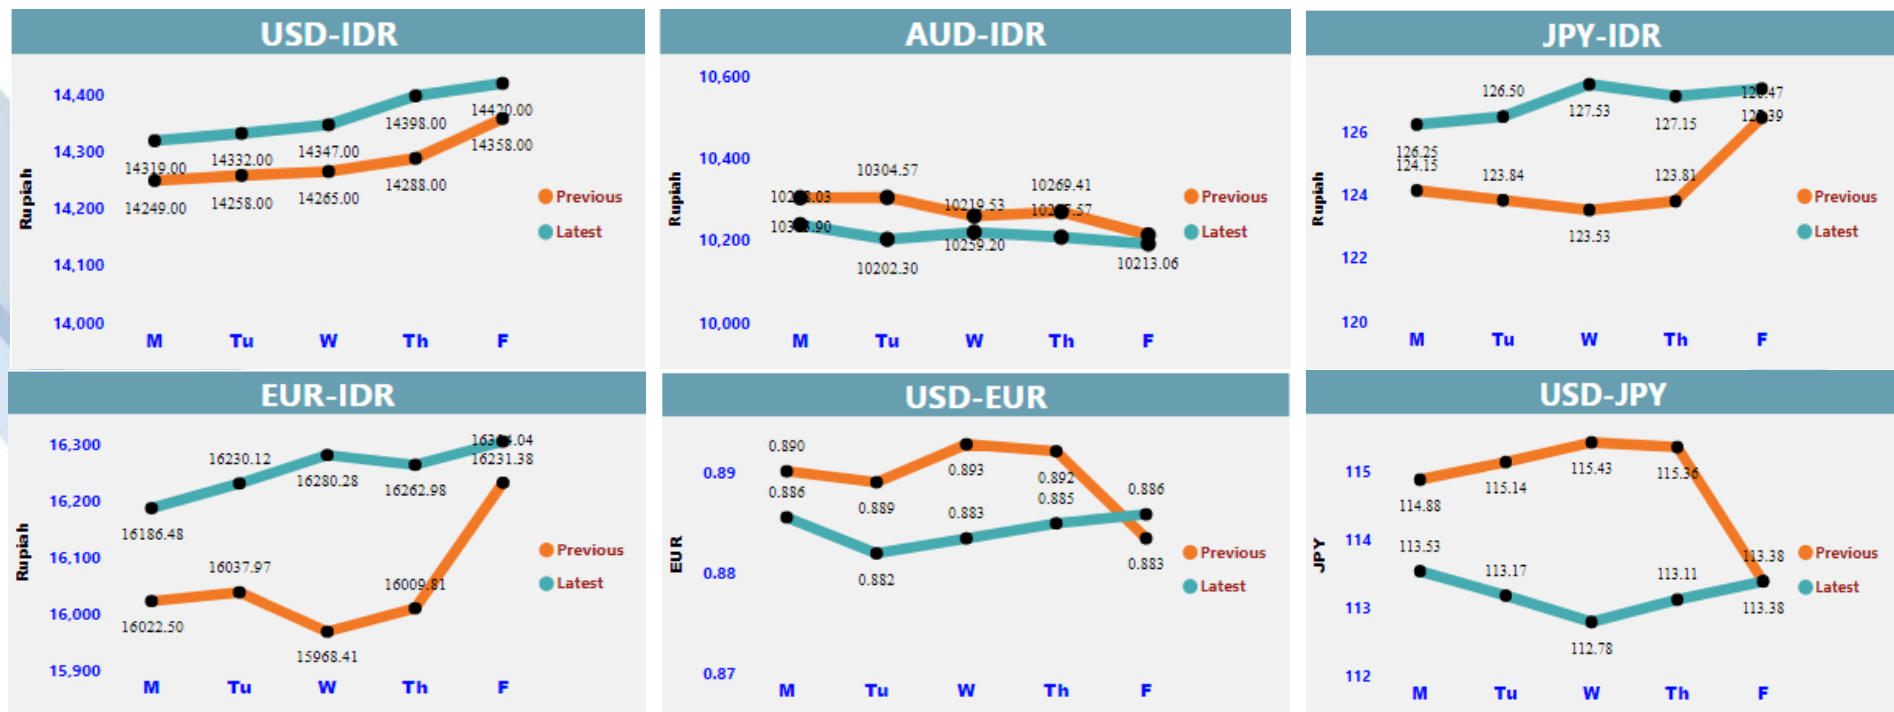 USD-IDR
14,400
14,300
14,200
14,100
14,000
Rupiah
14319.00
14332.00
14347.00
14398.00
14420.00
14249.00
14258.00
14265.00
14288.00
14358.00
M Tu W Th F
Previous
Latest
AUD-IDR
10,600
10,400
10,200
10,000
Rupiah
10304.57
10219.53
10269.41
10202.30
10259.20
10213.06
M Tu W Th F
Previous
Latest
JPY-IDR
126
124
122
120
Rupiah
126.25
126.50
127.53
127.15
124.15
123.84
123.53
123.81
M Tu W Th F
Previous
Latest
EUR-IDR
16,300
16,200
16,100
16,000
15,900
Rupiah
16186.48
16230.12
16280.28
16262.98
16231.38
16022.50
16037.97
15968.41
16009.81
M Tu W Th F
Previous
Latest
USD-EUR
0.89
0.88
0.87
EUR
0.890
0.889
0.893
0.892
0.883
0.886
0.882
0.883
0.885
0.886
M Tu W Th F
Previous
Latest
USD-JPY
115
114
113
112
JPY
114.88
115.14
115.43
115.36
113.38
113.53
113.17
112.78
113.11
113.38
M Tu W Th F
Previous
Latest